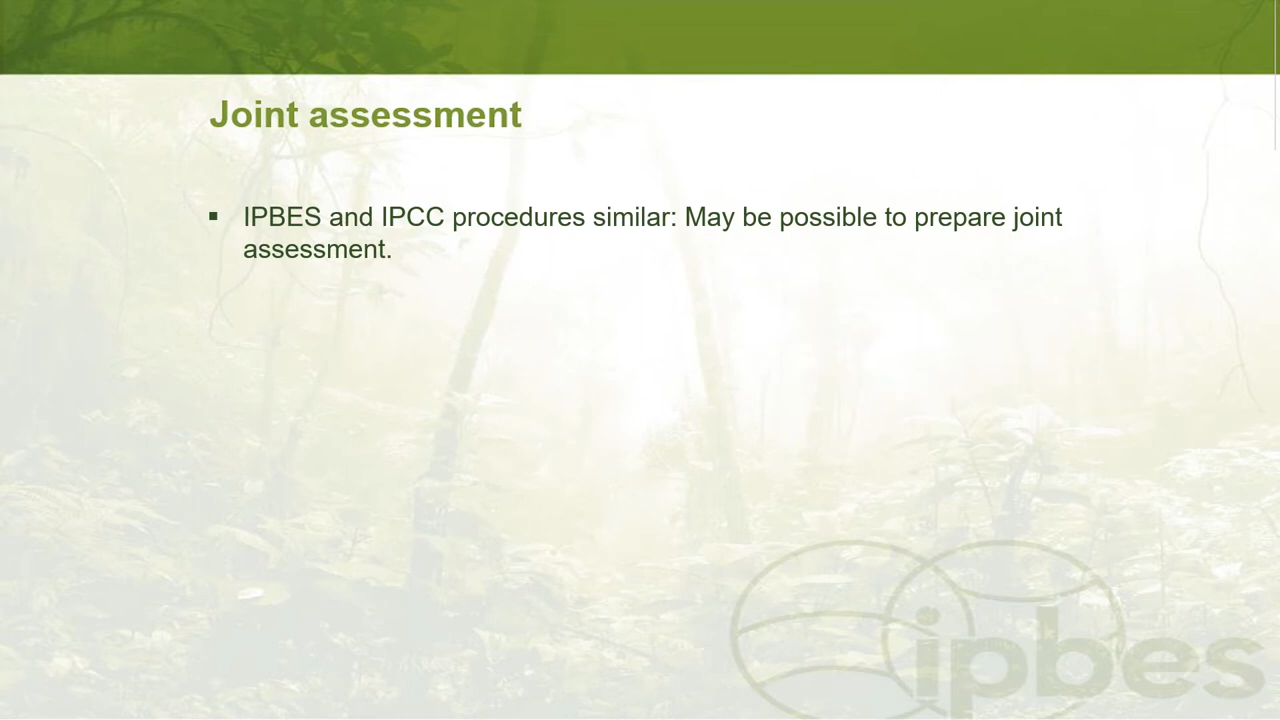 Joint assessment
▪ IPBES and IPCC procedures similar: May be possible to prepare joint
assessment.
ipbes